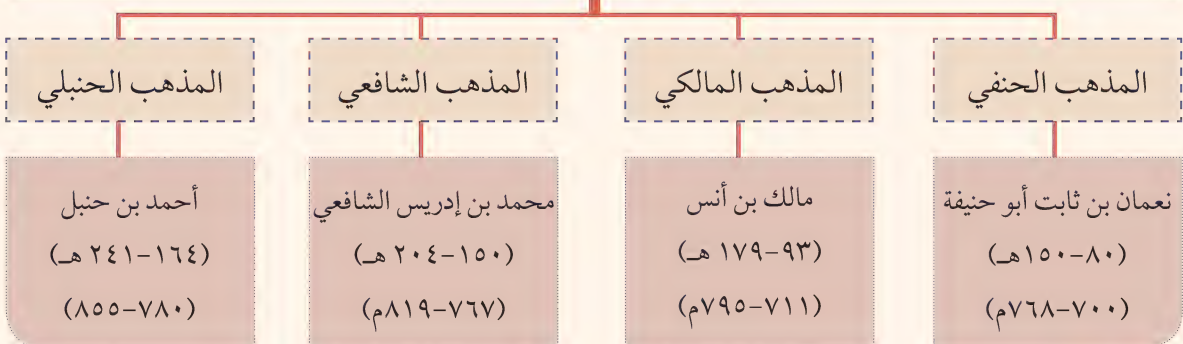 المذهب الحنفي
نعمان بن ثابت أبو حنيفة
(٨٠-١٥٠هـ)
(٧٠٠-٧٦٨م)
المذهب المالكي
مالك بن أنس
(٩٣-١٧٩ هـ)
(٧١١-٧٩٥م)
المذهب الشافعي
محمد بن إدريس الشافعي
(١٥٠-٢٠٤ هـ)
(٧٦٧-٨١٩م)
المذهب الحنبلي
أحمد بن حنبل
(١٦٤-٢٤١ هـ)
(٧٨٠-٨٥٥)